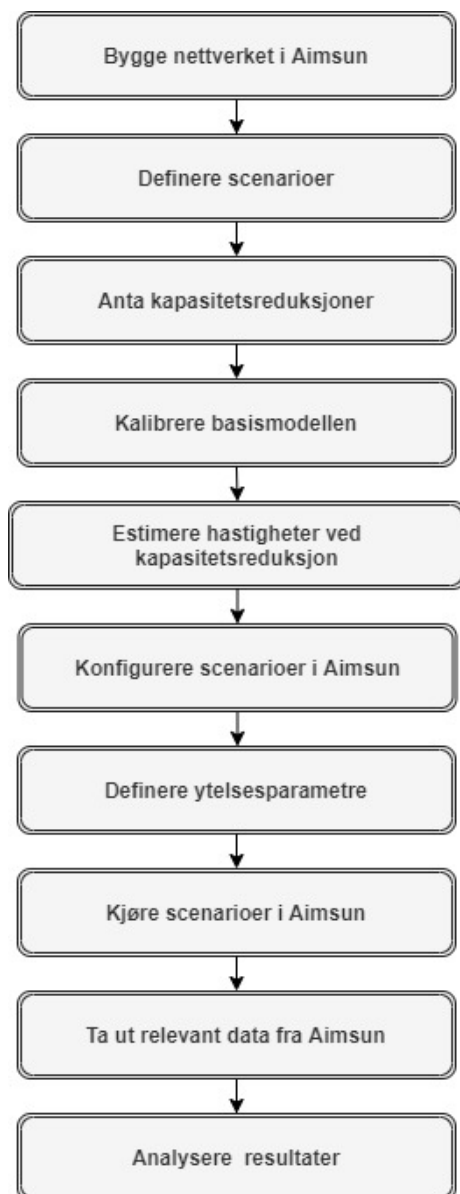 Bygge nettverket i Aimsun
Definere scenarioer
Anta kapasitetsreduksjoner
Kalibrere basismodellen
Estimere hastigheter ved
kapasitetsreduksjon
Konfigurere scenarioer i Aimsun
Definere ytelsesparametre
Kjøre scenarioer i Aimsun
Ta ut relevant data fra Aimsun
Analysere resultater